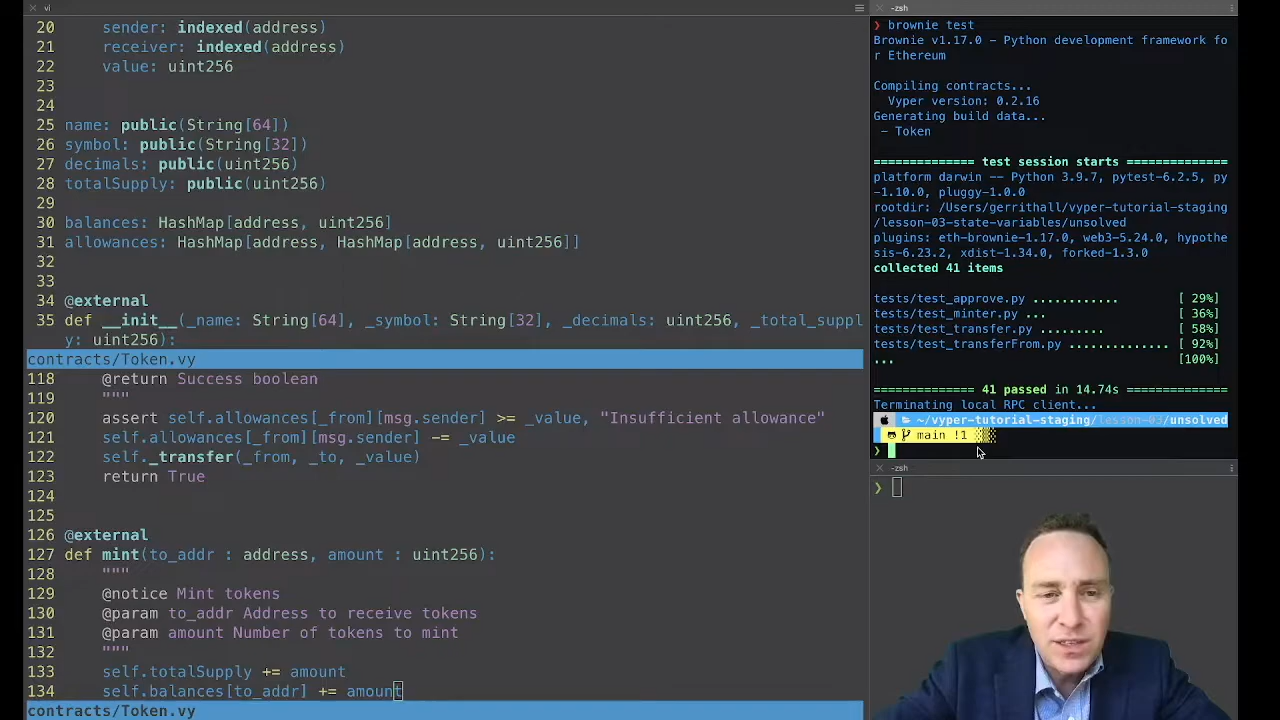 vi
20 sender: indexed(address)
21 receiver: indexed(address)
22 value: uint256
23
24
25 name: public(String[64])
26 symbol: public(String[32])
27 decimals: public(uint256)
28 totalSupply: public(uint256)
29
30 balances: HashMap[address, uint256]
31 allowances: HashMap[address, HashMap[address, uint256]]
32
33
34 @external
35 def __init__(_name: String[64], _symbol: String[32], _decimals: uint256, _total_suppl
y: uint256):
contracts/Token.vy
118 @return Success boolean
119 """
120 assert self.allowances[_from][msg.sender] >= _value, "Insufficient allowance"
121 self.allowances[_from][msg.sender] -= _value
122 self._transfer(_from, _to, _value)
123 return True
124
125
126 @external
127 def mint(to_addr : address, amount : uint256):
128 """
129 @notice Mint tokens
130 @param to_addr Address to receive tokens
131 @param amount Number of tokens to mint
132 """
133 self.totalSupply += amount
134 self.balances[to_addr] += amount
contracts/Token.vy
-zsh
❯ brownie test
Brownie v1.17.0 - Python development framework fo
r Ethereum
Compiling contracts...
Vyper version: 0.2.16
Generating build data...
- Token
============== test session starts ==============
platform darwin -- Python 3.9.7, pytest-6.2.5, py
-1.10.0, pluggy-1.0.0
rootdir: /Users/gerrithall/vyper-tutorial-staging
/lesson-03-state-variables/unsolved
plugins: eth-brownie-1.17.0, web3-5.24.0, hypothe
sis-6.23.2, xdist-1.34.0, forked-1.3.0
collected 41 items
tests/test_approve.py ............ [ 29%]
tests/test_minter.py ... [ 36%]
tests/test_transfer.py ......... [ 58%]
tests/test_transferFrom.py .............. [ 92%]
... [100%]
============== 41 passed in 14.74s ==============
Terminating local RPC client...
~/vyper-tutorial-staging/lesson-03/unsolved
main !1
❯
-zsh
❯